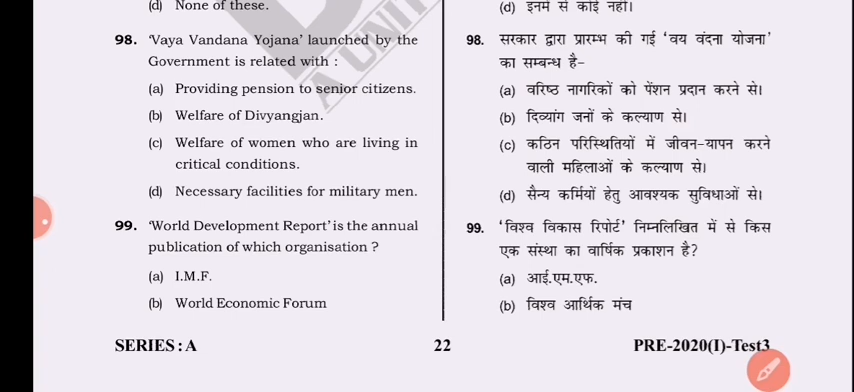 (d) None of these.
98. 'Vaya Vandana Yojana' launched by the
Government is related with :
(a) Providing pension to senior citizens.
(b) Welfare of Divyangjan.
(c) Welfare of women who are living in
critical conditions.
(d) Necessary facilities for military men.
99. 'World Development Report' is the annual
publication of which organisation ?
(a) I.M.F.
(b) World Economic Forum
(d) इनमें से कोई नहीं।
98. सरकार द्वारा प्रारम्भ की गई 'वय वंदना योजना'
का सम्बन्ध है-
(a) वरिष्ठ नागरिकों को पेंशन प्रदान करने से।
(b) दिव्यांग जनों के कल्याण से।
(c) कठिन परिस्थितियों में जीवन-यापन करने
वाली महिलाओं के कल्याण से।
(d) सैन्य कर्मियों हेतु आवश्यक सुविधाओं से।
99. 'विश्व विकास रिपोर्ट' निम्नलिखित में से किस
एक संस्था का वार्षिक प्रकाशन है?
(a) आई.एम.एफ.
(b) विश्व आर्थिक मंच
SERIES : A
22
PRE-2020(I)-Test3
A UNIT